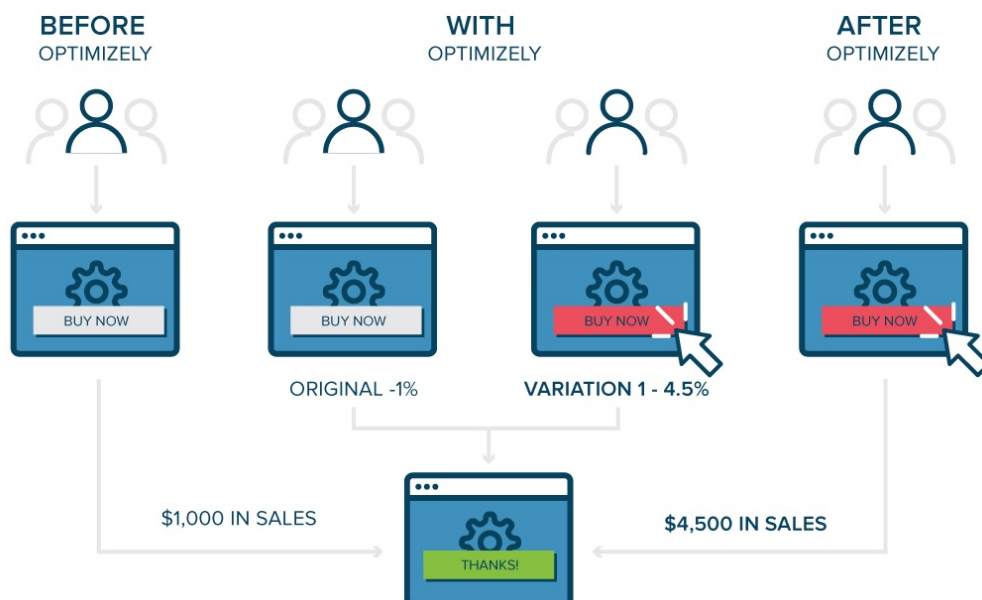 BEFORE
OPTIMIZELY
WITH
OPTIMIZELY
AFTER
OPTIMIZELY
BUY NOW
BUY NOW
BUY NOW
BUY NOW
ORIGINAL -1%
VARIATION 1 - 4.5%
$1,000 IN SALES
$4,500 IN SALES
THANKS!